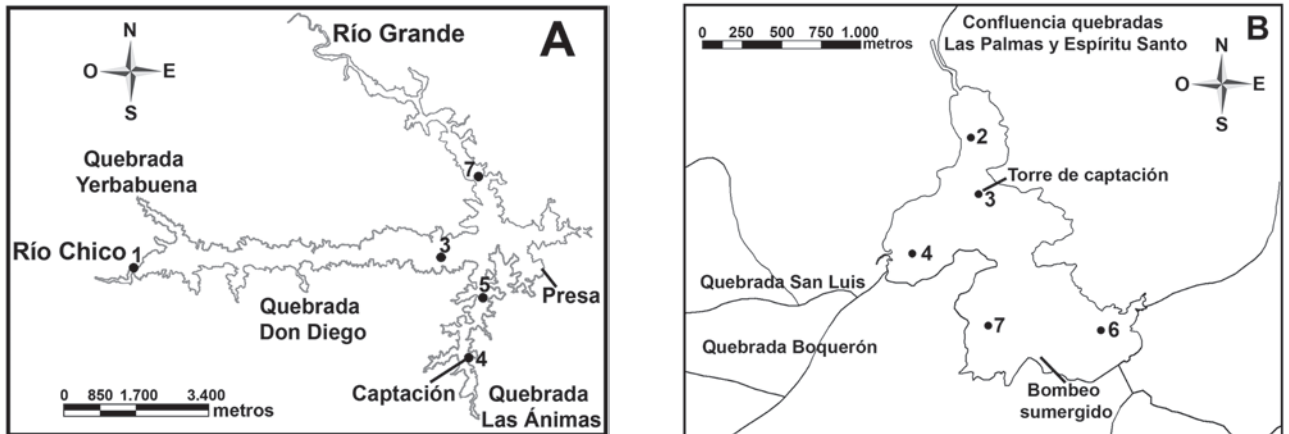 A
Río Grande
N
O
E
S
Quebrada
Yerbabuena
7
Río Chico
1
3
5
Presa
Quebrada
Don Diego
4
Captación
Quebrada
Las Ánimas
0 850 1.700 3.400
metros
B
0 250 500 750 1.000
metros
Confluencia quebradas
Las Palmas y Espíritu Santo
N
O
E
S
2
Torre de captación
3
4
Quebrada San Luis
7
6
Quebrada Boquerón
Bombeo
sumergido